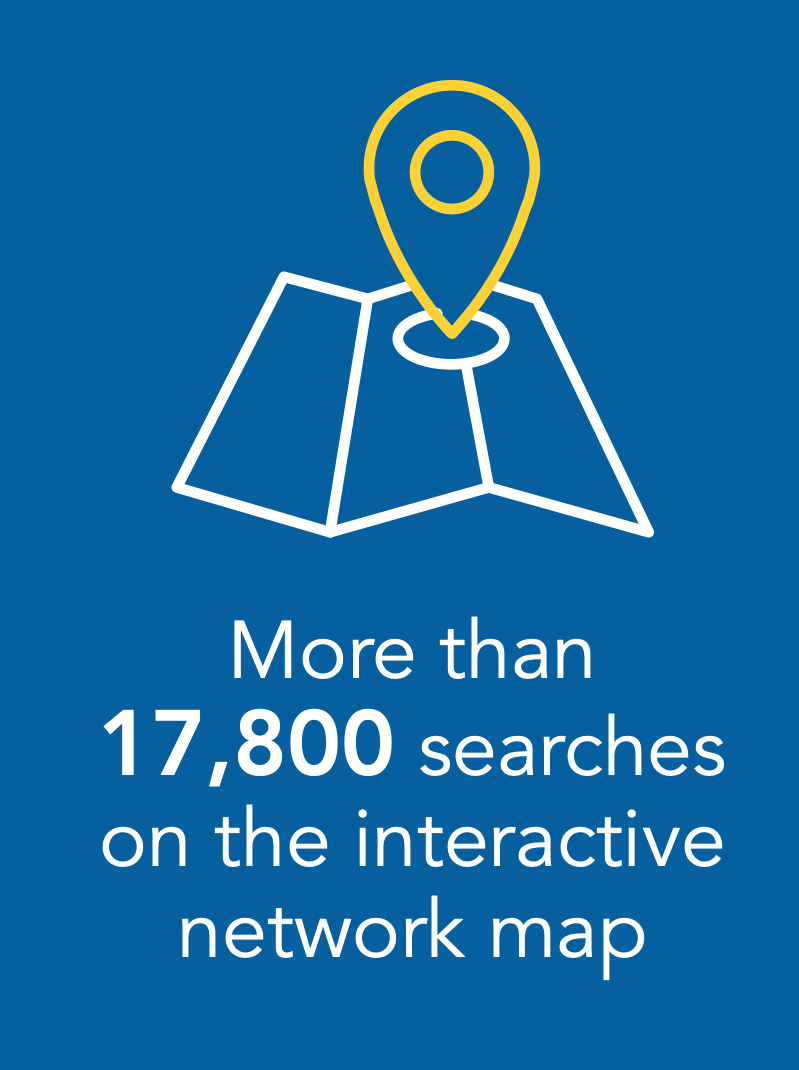 More than
17,800 searches
on the interactive
network map